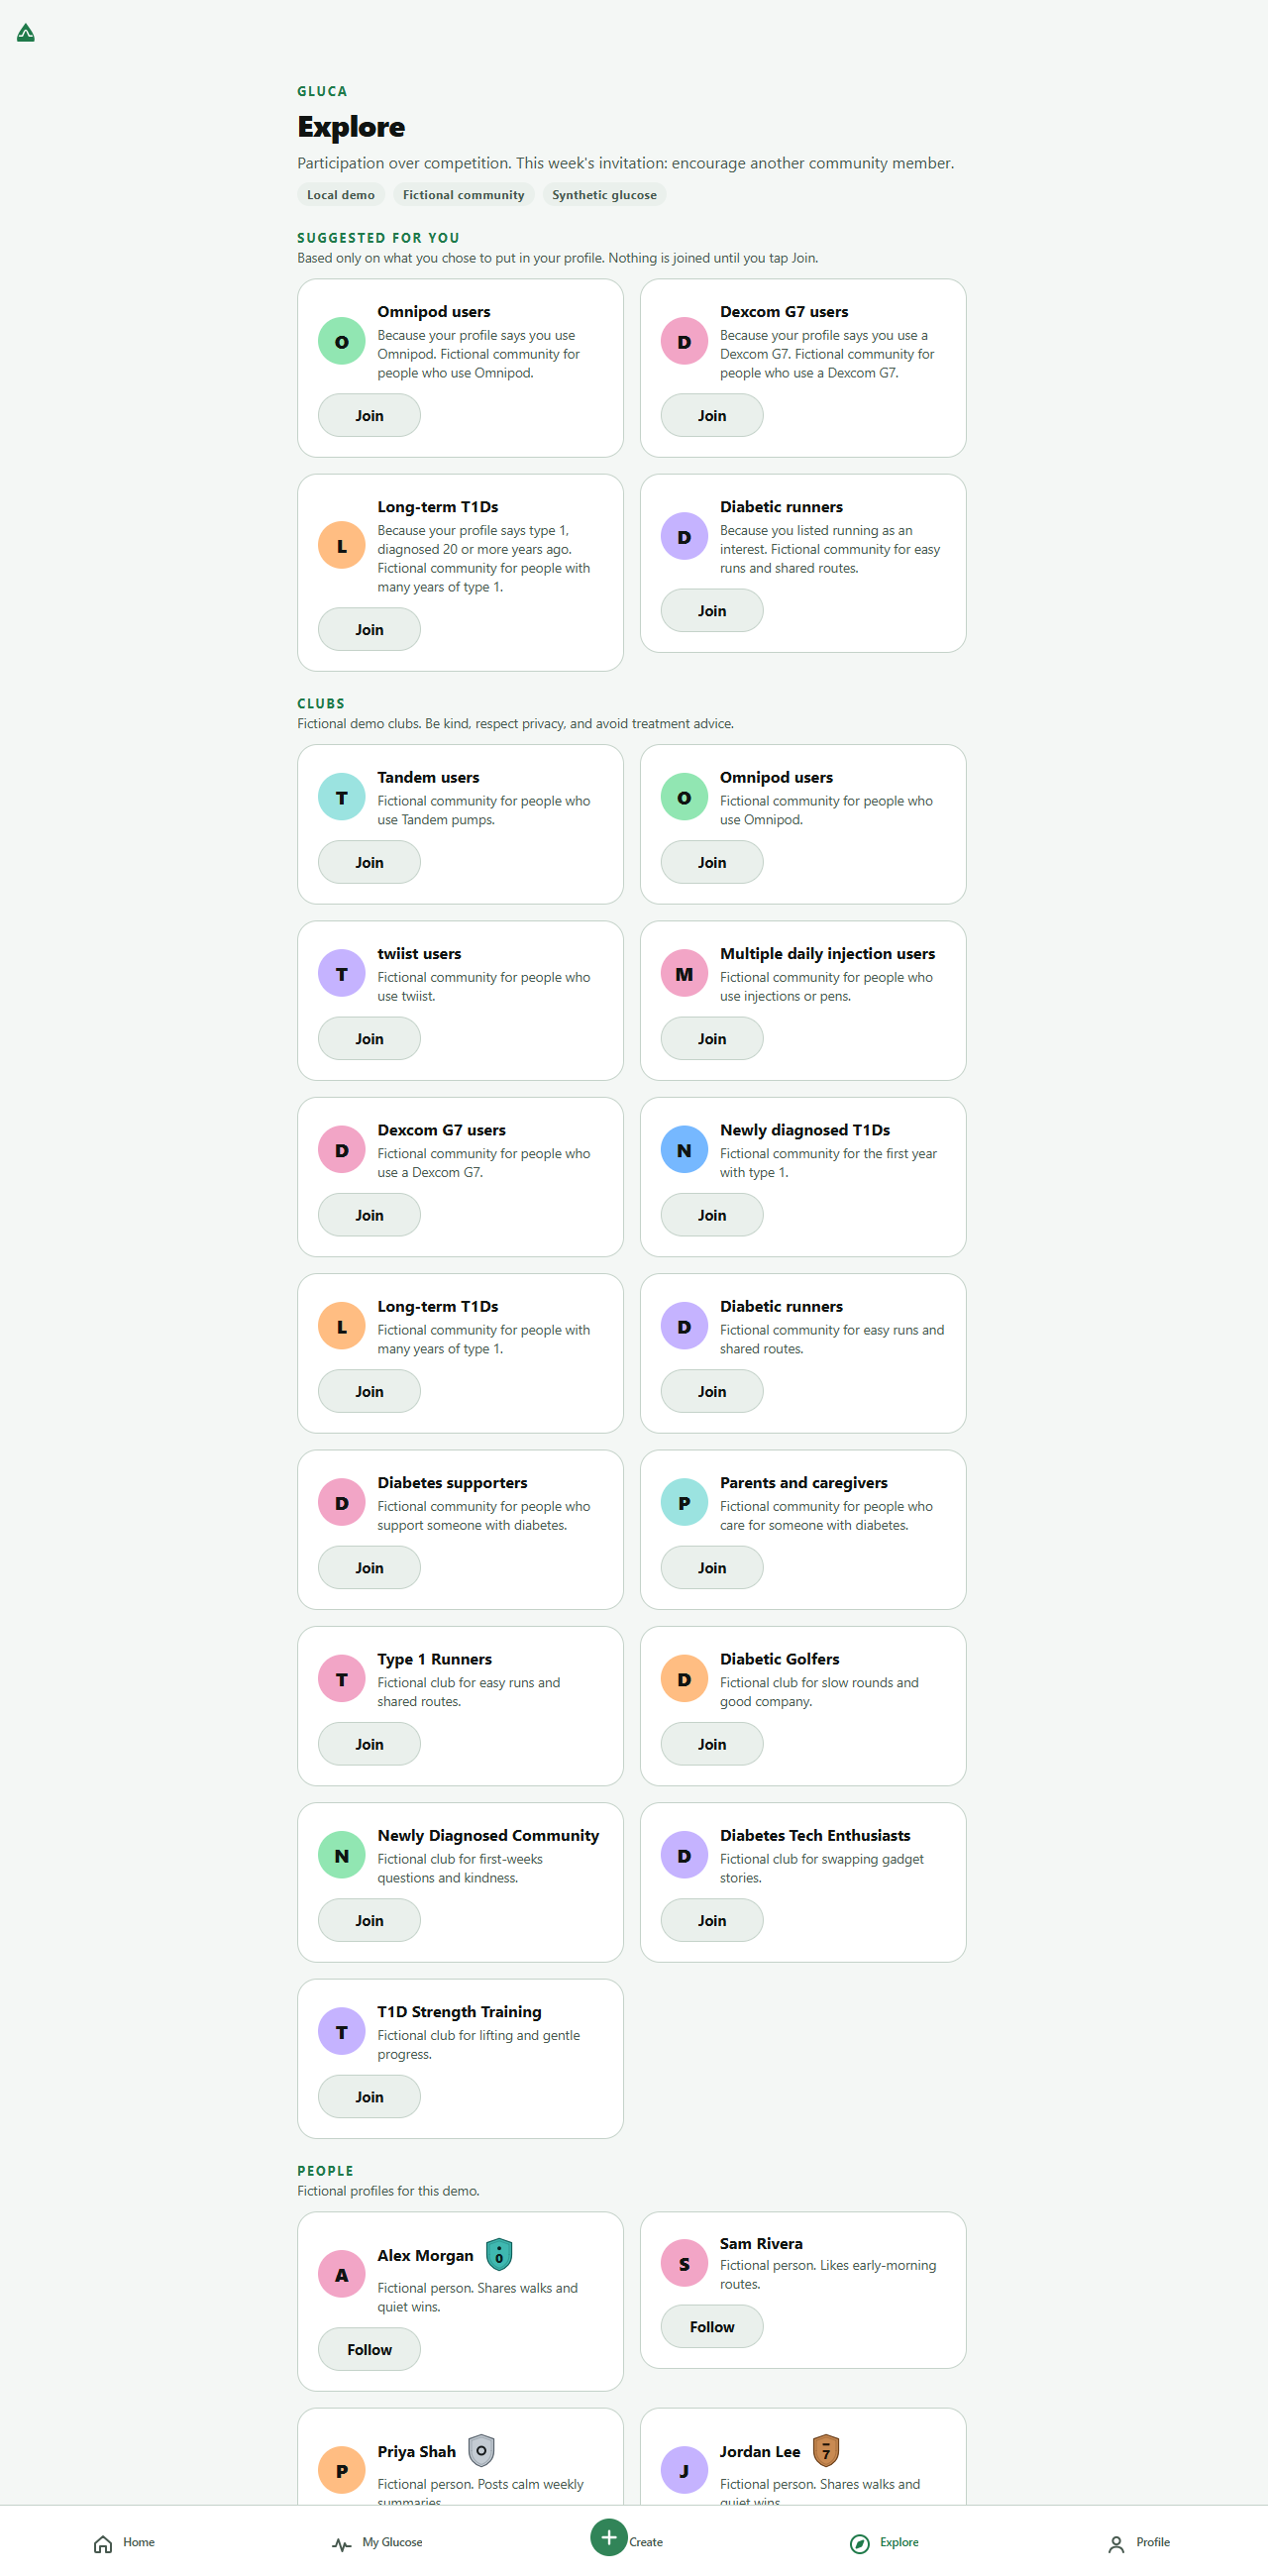 GLUCA
Explore
Participation over competition. This week's invitation: encourage another community member.
Local demo
Fictional community
Synthetic glucose
SUGGESTED FOR YOU
Based only on what you chose to put in your profile. Nothing is joined until you tap Join.
O
Omnipod users
Because your profile says you use
Omnipod. Fictional community for
people who use Omnipod.
Join
D
Dexcom G7 users
Because your profile says you use a
Dexcom G7. Fictional community for
people who use a Dexcom G7.
Join
L
Long-term T1Ds
Because your profile says type 1,
diagnosed 20 or more years ago.
Fictional community for people with
many years of type 1.
Join
D
Diabetic runners
Because you listed running as an
interest. Fictional community for easy
runs and shared routes.
Join
CLUBS
Fictional demo clubs. Be kind, respect privacy, and avoid treatment advice.
T
Tandem users
Fictional community for people who
use Tandem pumps.
Join
O
Omnipod users
Fictional community for people who
use Omnipod.
Join
T
twiist users
Fictional community for people who
use twiist.
Join
M
Multiple daily injection users
Fictional community for people who
use injections or pens.
Join
D
Dexcom G7 users
Fictional community for people who
use a Dexcom G7.
Join
N
Newly diagnosed T1Ds
Fictional community for the first year
with type 1.
Join
L
Long-term T1Ds
Fictional community for people with
many years of type 1.
Join
D
Diabetic runners
Fictional community for easy runs and
shared routes.
Join
D
Diabetes supporters
Fictional community for people who
support someone with diabetes.
Join
P
Parents and caregivers
Fictional community for people who
care for someone with diabetes.
Join
T
Type 1 Runners
Fictional club for easy runs and
shared routes.
Join
D
Diabetic Golfers
Fictional club for slow rounds and
good company.
Join
N
Newly Diagnosed Community
Fictional club for first-weeks
questions and kindness.
Join
D
Diabetes Tech Enthusiasts
Fictional club for swapping gadget
stories.
Join
T
T1D Strength Training
Fictional club for lifting and gentle
progress.
Join
PEOPLE
Fictional profiles for this demo.
A
Alex Morgan
0
Fictional person. Shares walks and
quiet wins.
Follow
S
Sam Rivera
Fictional person. Likes early-morning
routes.
Follow
P
Priya Shah
Fictional person. Posts calm weekly
summaries.
J
Jordan Lee
7
Fictional person. Shares walks and
quiet wins.
Home
My Glucose
Create
Explore
Profile